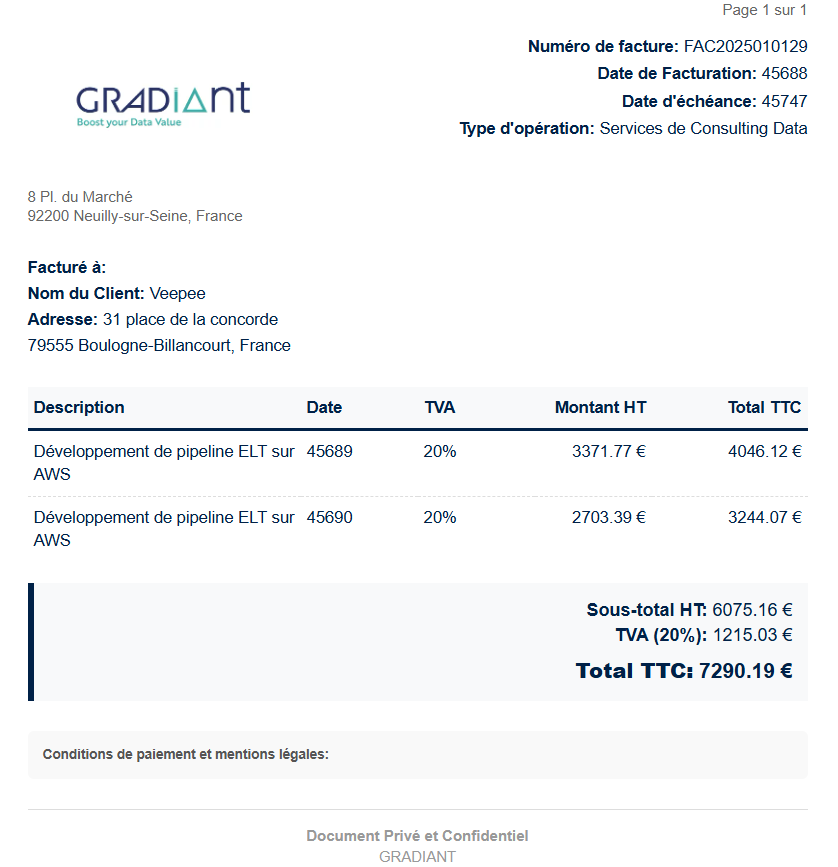 Page 1 sur 1
Numéro de facture: FAC2025010129
Date de Facturation: 45688
Date d'échéance: 45747
Type d'opération: Services de Consulting Data
GRADIANT
Boost your Data Value
8 Pl. du Marché
92200 Neuilly-sur-Seine, France
Facturé à:
Nom du Client: Veepee
Adresse: 31 place de la concorde
79555 Boulogne-Billancourt, France
Description Date TVA Montant HT Total TTC
Développement de pipeline ELT sur 45689 20% 3371.77 € 4046.12 €
AWS
Développement de pipeline ELT sur 45690 20% 2703.39 € 3244.07 €
AWS
Sous-total HT: 6075.16 €
TVA (20%): 1215.03 €
Total TTC: 7290.19 €
Conditions de paiement et mentions légales:
Document Privé et Confidentiel
GRADIANT